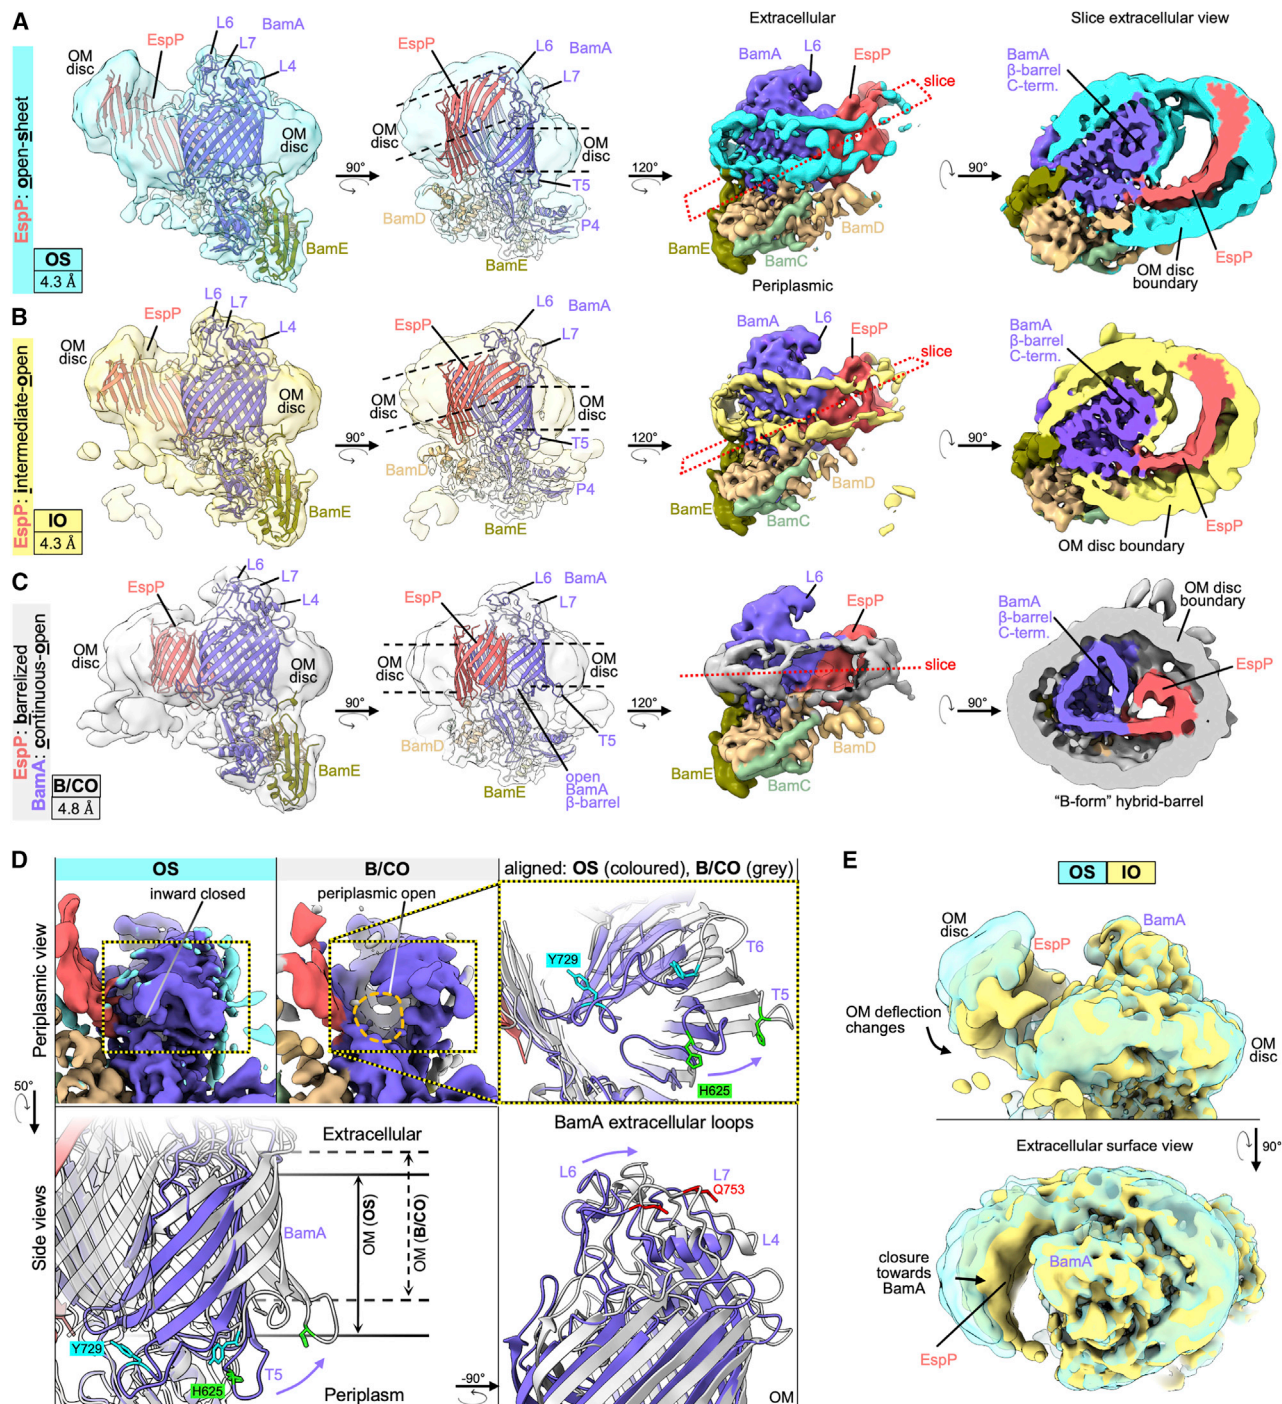 A
EspP: open-sheet
OS
4.3 Å
OM
disc
EspP
L6
BamA
L7
L4
OM
disc
BamE
90°
EspP
L6
BamA
L7
OM
disc
OM
disc
T5
BamD
P4
BamE
120°
Extracellular
BamA
L6
EspP
slice
BamE
BamD
BamC
Periplasmic
90°
Slice extracellular view
BamA
β-barrel
C-term.
EspP
OM disc
boundary
B
EspP: intermediate-open
IO
4.3 Å
OM
disc
EspP
L6
L7
L4
OM
disc
BamE
90°
EspP
L6
BamA
L7
OM
disc
OM
disc
T5
BamD
P4
BamE
120°
BamA
L6
EspP
slice
BamE
BamD
BamC
90°
BamA
β-barrel
C-term.
EspP
OM disc boundary
C
EspP: barrelized
BamA: continuous-open
B/CO
4.8 Å
EspP
L6
L7
L4
OM
disc
OM
disc
BamE
90°
EspP
L6
BamA
L7
OM
disc
OM
disc
T5
BamD
BamE
open
BamA
β-barrel
120°
L6
EspP
slice
BamE
BamD
BamC
90°
OM disc
boundary
BamA
β-barrel
C-term.
EspP
“B-form” hybrid-barrel
D
OS
B/CO
aligned: OS (coloured), B/CO (grey)
Periplasmic view
inward closed
periplasmic open
Y729
T6
T5
H625
50°
Side views
Extracellular
BamA
OM (OS)
OM (B/CO)
Y729
H625
T5
Periplasm
-90°
BamA extracellular loops
L6
L7
Q753
L4
OM
E
OS
IO
OM
disc
EspP
BamA
OM deflection
changes
OM
disc
Extracellular surface view
90°
closure
towards
BamA
BamA
EspP